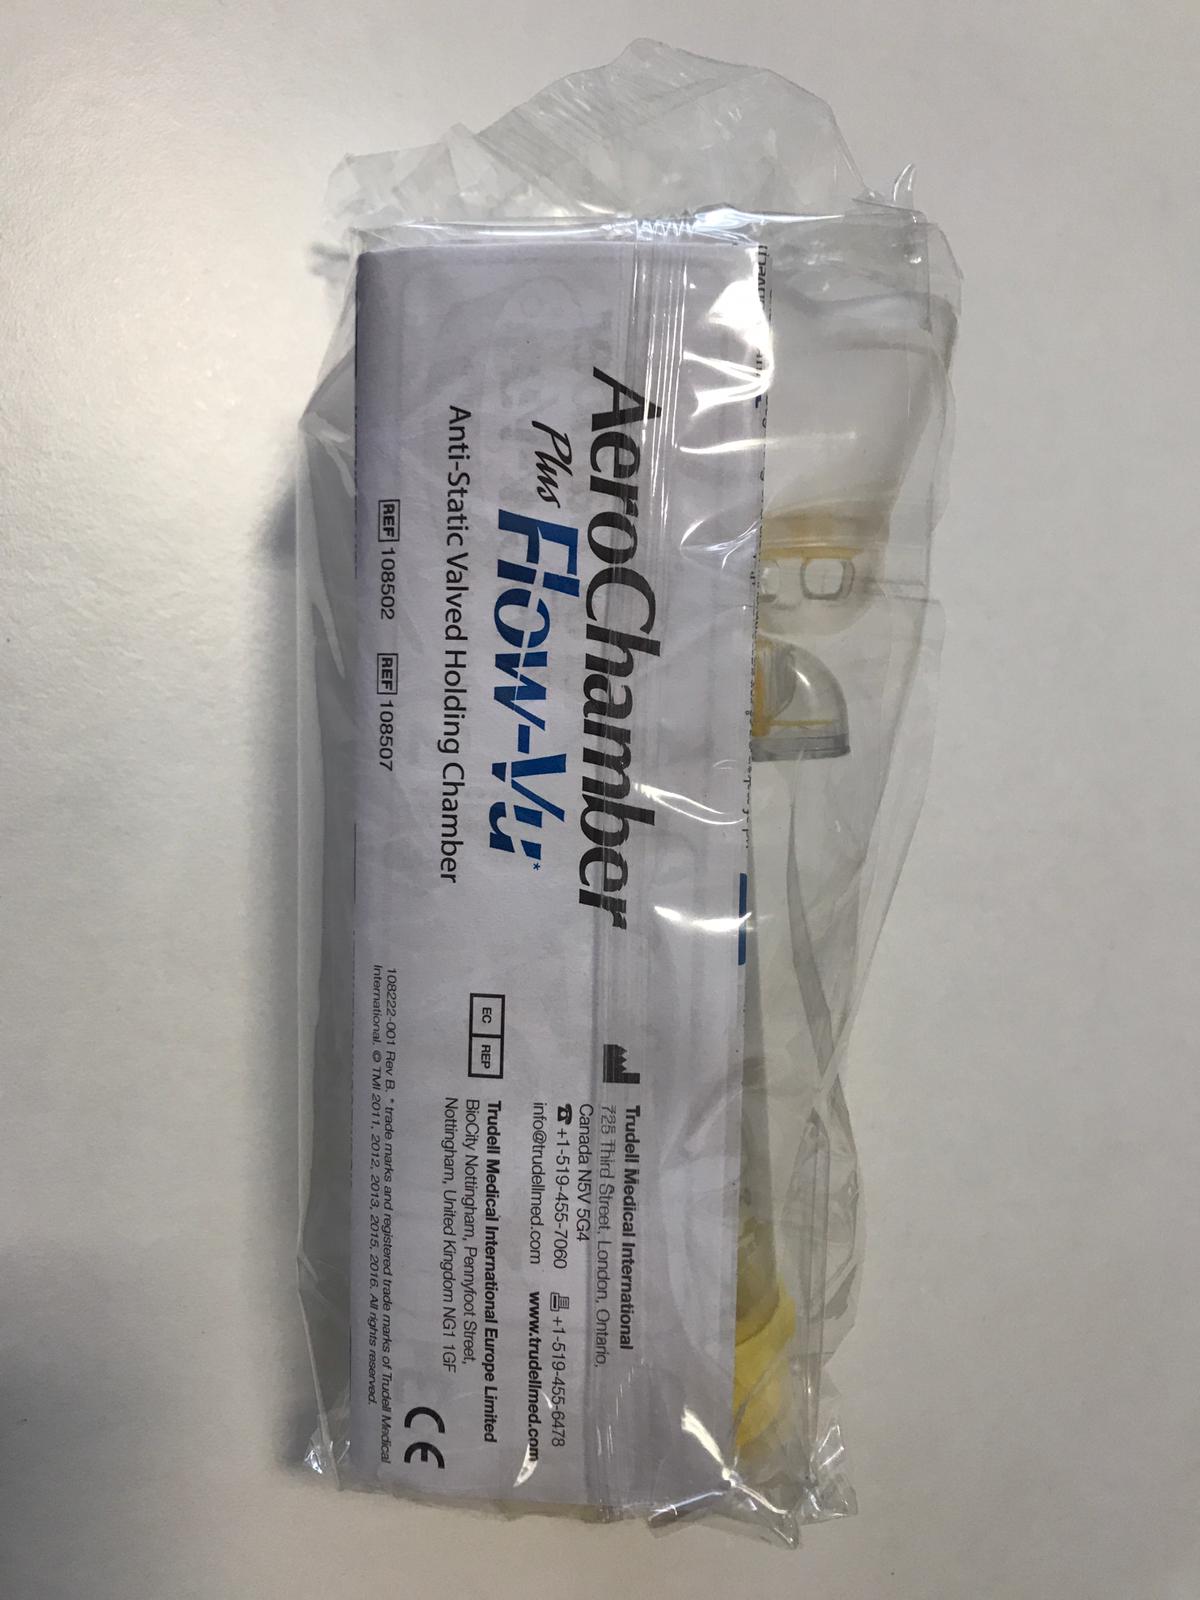 AeroChamber
Plus Flow-Vu*
Anti-Static Valved Holding Chamber
REF 108502 REF 108507
Trudell Medical International
725 Third Street, London, Ontario,
Canada N5V 5G4
+1-519-455-7060 +1-519-455-6478
info@trudellmed.com www.trudellmed.com
EC REP
Trudell Medical International Europe Limited
BioCity Nottingham, Pennyfoot Street,
Nottingham, United Kingdom NG1 1GF
CE
108222-001 Rev B. * trade marks and registered trade marks of Trudell Medical
International. © TMI 2011, 2012, 2013, 2015, 2016. All rights reserved.